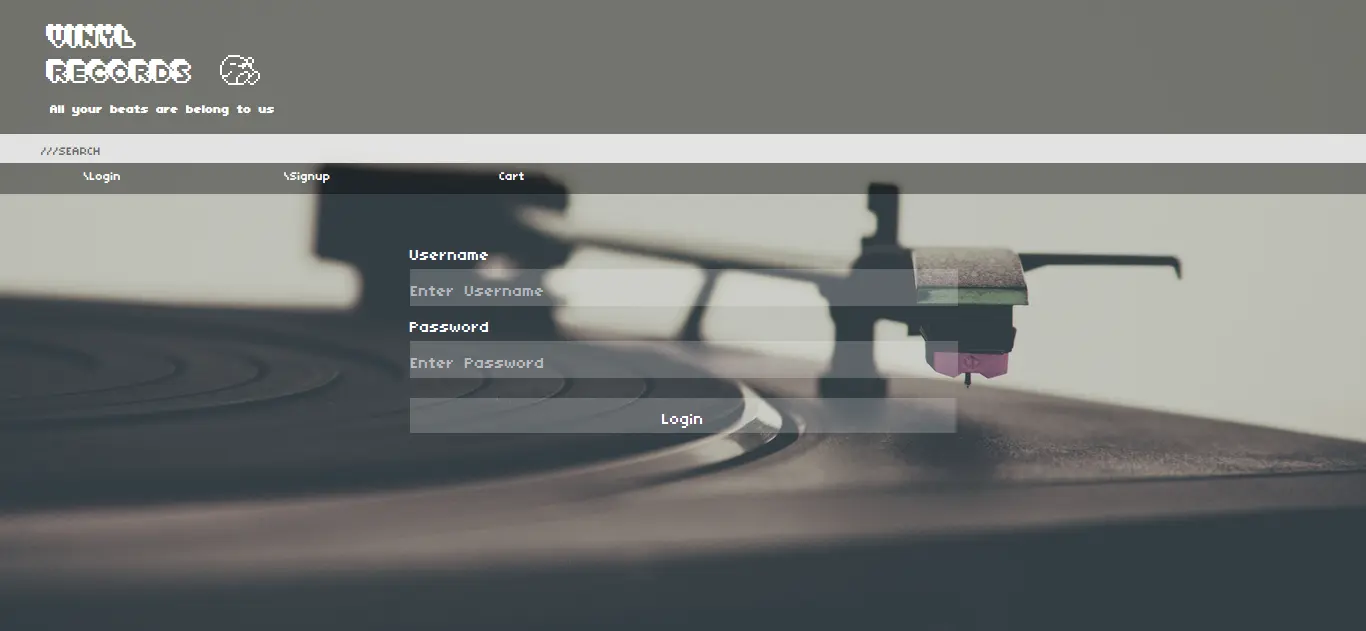 VINYL
RECORDS
All your beats are belong to us
///SEARCH
\Login
\Signup
Cart
Username
Enter Username
Password
Enter Password
Login